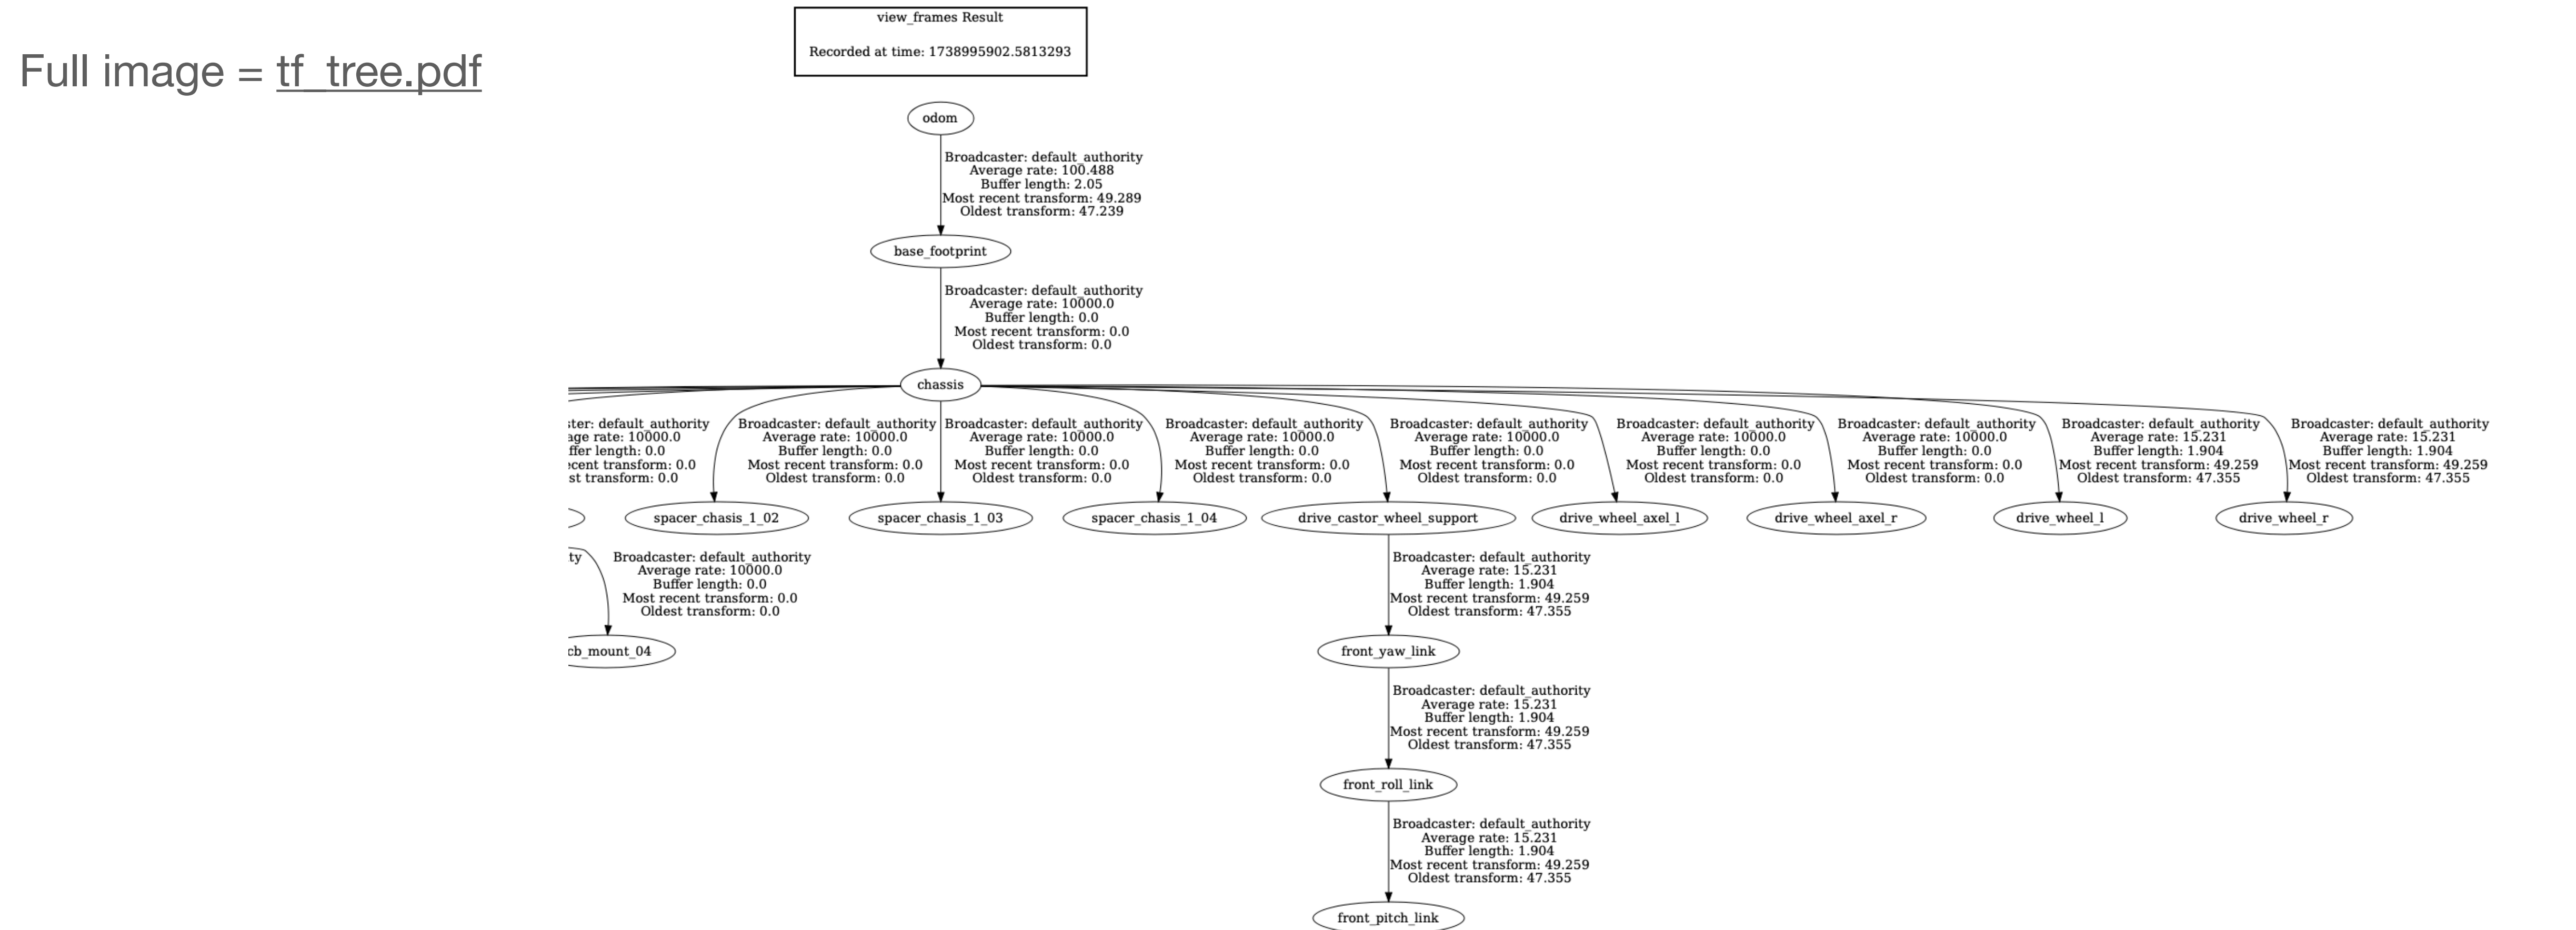 Full image = tf_tree.pdf
view_frames Result
Recorded at time: 1738995902.5813293
odom
Broadcaster: default_authority
Average rate: 100.488
Buffer length: 2.05
Most recent transform: 49.289
Oldest transform: 47.239
base_footprint
Broadcaster: default_authority
Average rate: 10000.0
Buffer length: 0.0
Most recent transform: 0.0
Oldest transform: 0.0
chassis
default_authority
rate: 10000.0
length: 0.0
transform: 0.0
transform: 0.0
Broadcaster: default_authority
Average rate: 10000.0
Buffer length: 0.0
Most recent transform: 0.0
Oldest transform: 0.0
Broadcaster: default_authority
Average rate: 10000.0
Buffer length: 0.0
Most recent transform: 0.0
Oldest transform: 0.0
Broadcaster: default_authority
Average rate: 10000.0
Buffer length: 0.0
Most recent transform: 0.0
Oldest transform: 0.0
Broadcaster: default_authority
Average rate: 10000.0
Buffer length: 0.0
Most recent transform: 0.0
Oldest transform: 0.0
Broadcaster: default_authority
Average rate: 10000.0
Buffer length: 0.0
Most recent transform: 0.0
Oldest transform: 0.0
Broadcaster: default_authority
Average rate: 10000.0
Buffer length: 0.0
Most recent transform: 0.0
Oldest transform: 0.0
Broadcaster: default_authority
Average rate: 15.231
Buffer length: 1.904
Most recent transform: 49.259
Oldest transform: 47.355
Broadcaster: default_authority
Average rate: 15.231
Buffer length: 1.904
Most recent transform: 49.259
Oldest transform: 47.355
spacer_chasis_1_02
spacer_chasis_1_03
spacer_chasis_1_04
drive_castor_wheel_support
drive_wheel_axel_l
drive_wheel_axel_r
drive_wheel_l
drive_wheel_r
Broadcaster: default_authority
Average rate: 10000.0
Buffer length: 0.0
Most recent transform: 0.0
Oldest transform: 0.0
Broadcaster: default_authority
Average rate: 15.231
Buffer length: 1.904
Most recent transform: 49.259
Oldest transform: 47.355
cb_mount_04
front_yaw_link
Broadcaster: default_authority
Average rate: 15.231
Buffer length: 1.904
Most recent transform: 49.259
Oldest transform: 47.355
front_roll_link
Broadcaster: default_authority
Average rate: 15.231
Buffer length: 1.904
Most recent transform: 49.259
Oldest transform: 47.355
front_pitch_link